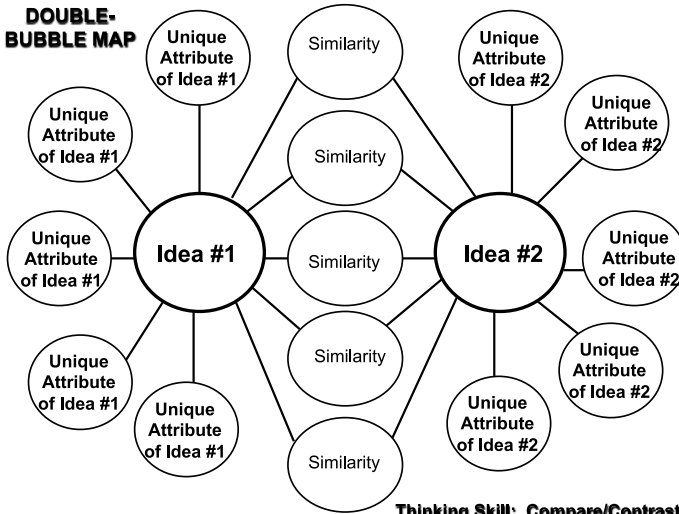 DOUBLE-
BUBBLE MAP
Unique
Attribute
of Idea #1
Similarity
Unique
Attribute
of Idea #2
Unique
Attribute
of Idea #1
Unique
Attribute
of Idea #2
Similarity
Unique
Attribute
of Idea #1
Idea #1
Similarity
Idea #2
Unique
Attribute
of Idea #2
Unique
Attribute
of Idea #1
Similarity
Unique
Attribute
of Idea #2
Unique
Attribute
of Idea #1
Similarity
Unique
Attribute
of Idea #2
Thinking Skill: Compare/Contrast